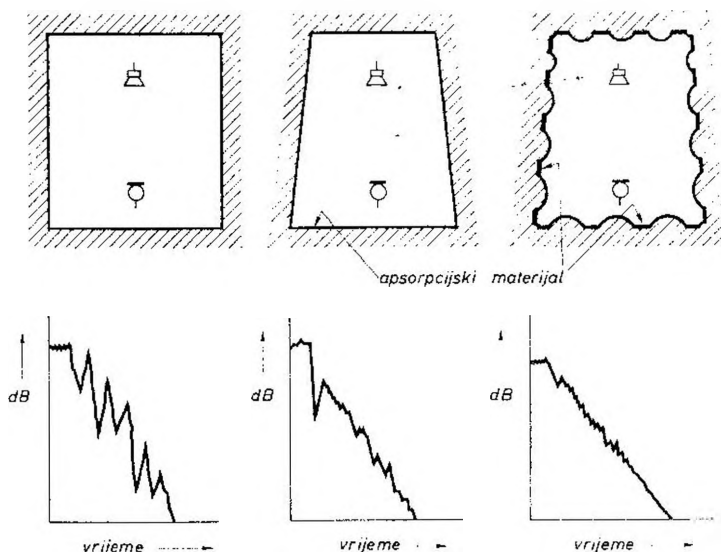 apsorpcijski materijal
dB
dB
dB
vrijeme
vrijeme
vrijeme